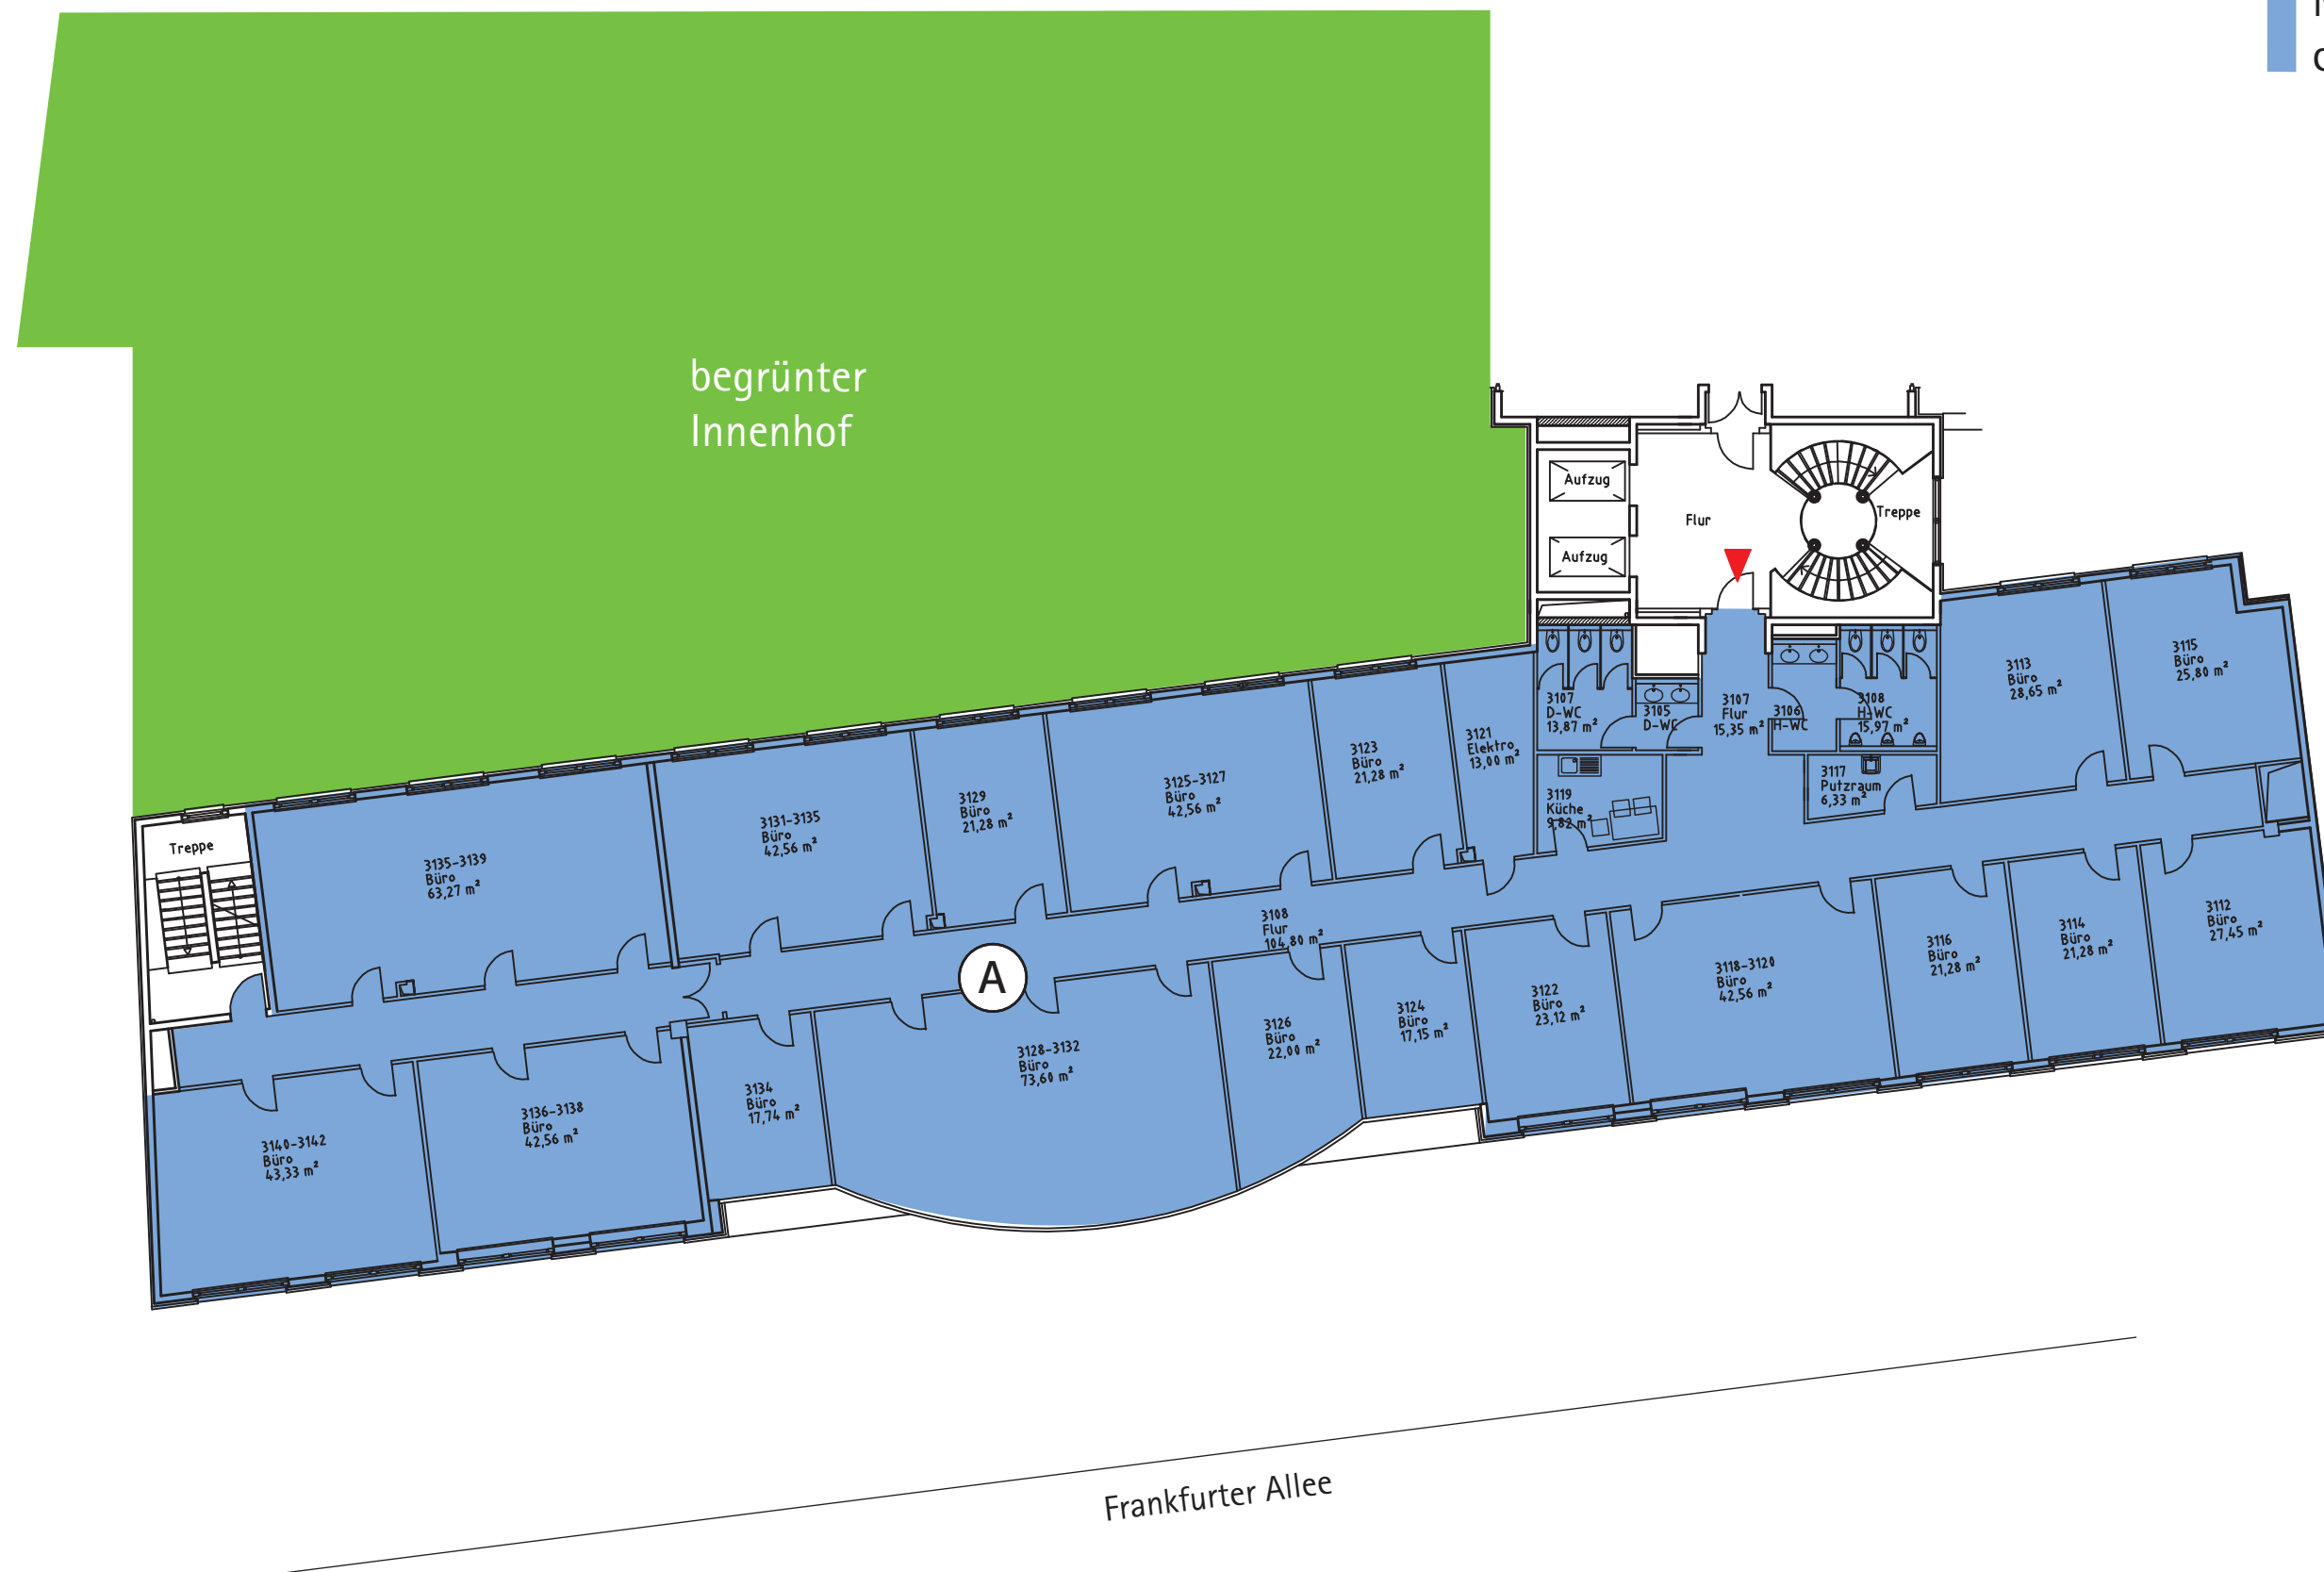 begrünter
Innenhof
Aufzug
Aufzug
Flur
Treppe
3107
D-WC
13,87 m²
3105
D-WC
3107
Flur
15,35 m²
3106
H-WC
3108
H-WC
15,97 m²
3113
Büro
28,65 m²
3115
Büro
25,80 m²
3117
Putzraum
6,33 m²
3119
Küche
9,82 m²
3121
Elektro
13,00 m²
3123
Büro
21,28 m²
3125-3127
Büro
42,56 m²
3129
Büro
21,28 m²
3131-3135
Büro
42,56 m²
3135-3139
Büro
63,27 m²
Treppe
3108
Flur
104,80 m²
A
3112
Büro
27,45 m²
3114
Büro
21,28 m²
3116
Büro
21,28 m²
3118-3120
Büro
42,56 m²
3122
Büro
23,12 m²
3124
Büro
17,15 m²
3126
Büro
22,00 m²
3128-3132
Büro
73,60 m²
3134
Büro
17,74 m²
3136-3138
Büro
42,56 m²
3140-3142
Büro
43,33 m²
Frankfurter Allee